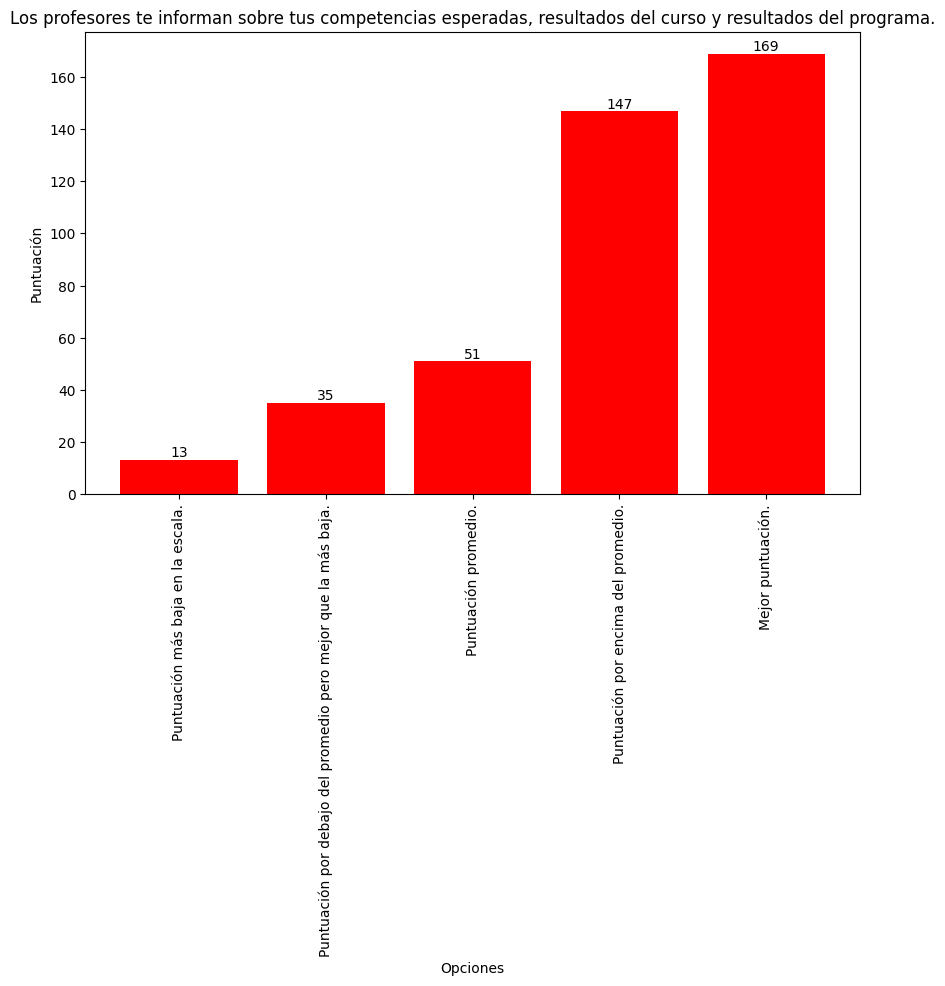 Los profesores te informan sobre tus competencias esperadas, resultados del curso y resultados del programa.
Puntuación
160
140
120
100
80
60
40
20
0
13
35
51
147
169
Puntuación más baja en la escala.
Puntuación por debajo del promedio pero mejor que la más baja.
Puntuación promedio.
Puntuación por encima del promedio.
Mejor puntuación.
Opciones